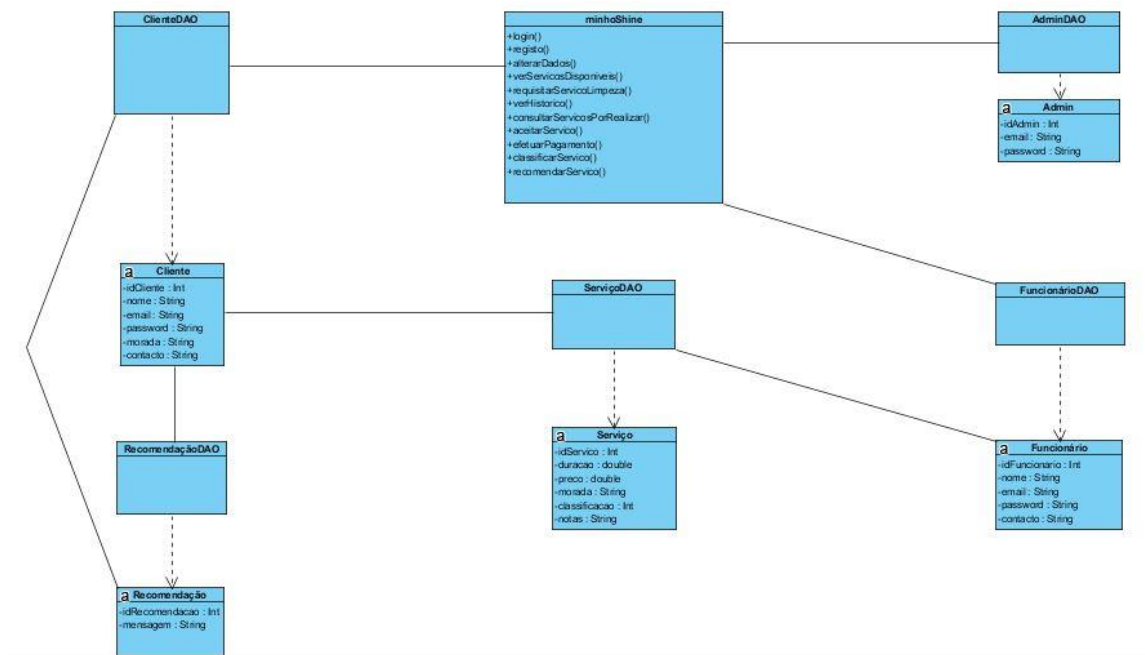 ClienteDAO
minhoShine
+login()
+registo()
+alterarDados()
+verServicosDisponiveis()
+requisitarServicoLimpeza()
+verHistorico()
+consultarServicosPorRealizar()
+aceitarServico()
+efetuarPagamento()
+classificarServico()
+recomendarServico()
AdminDAO
a Admin
-idAdmin : Int
-email : String
-password : String
a Cliente
-idCliente : Int
-nome : String
-email : String
-password : String
-morada : String
-contacto : String
ServiçoDAO
FuncionárioDAO
RecomendaçãoDAO
a Serviço
-idServico : Int
-duracao : double
-preco : double
-morada : String
-classificacao : Int
-notas : String
a Funcionário
-idFuncionario : Int
-nome : String
-email : String
-password : String
-contacto : String
a Recomendação
-idRecomendacao : Int
-mensagem : String